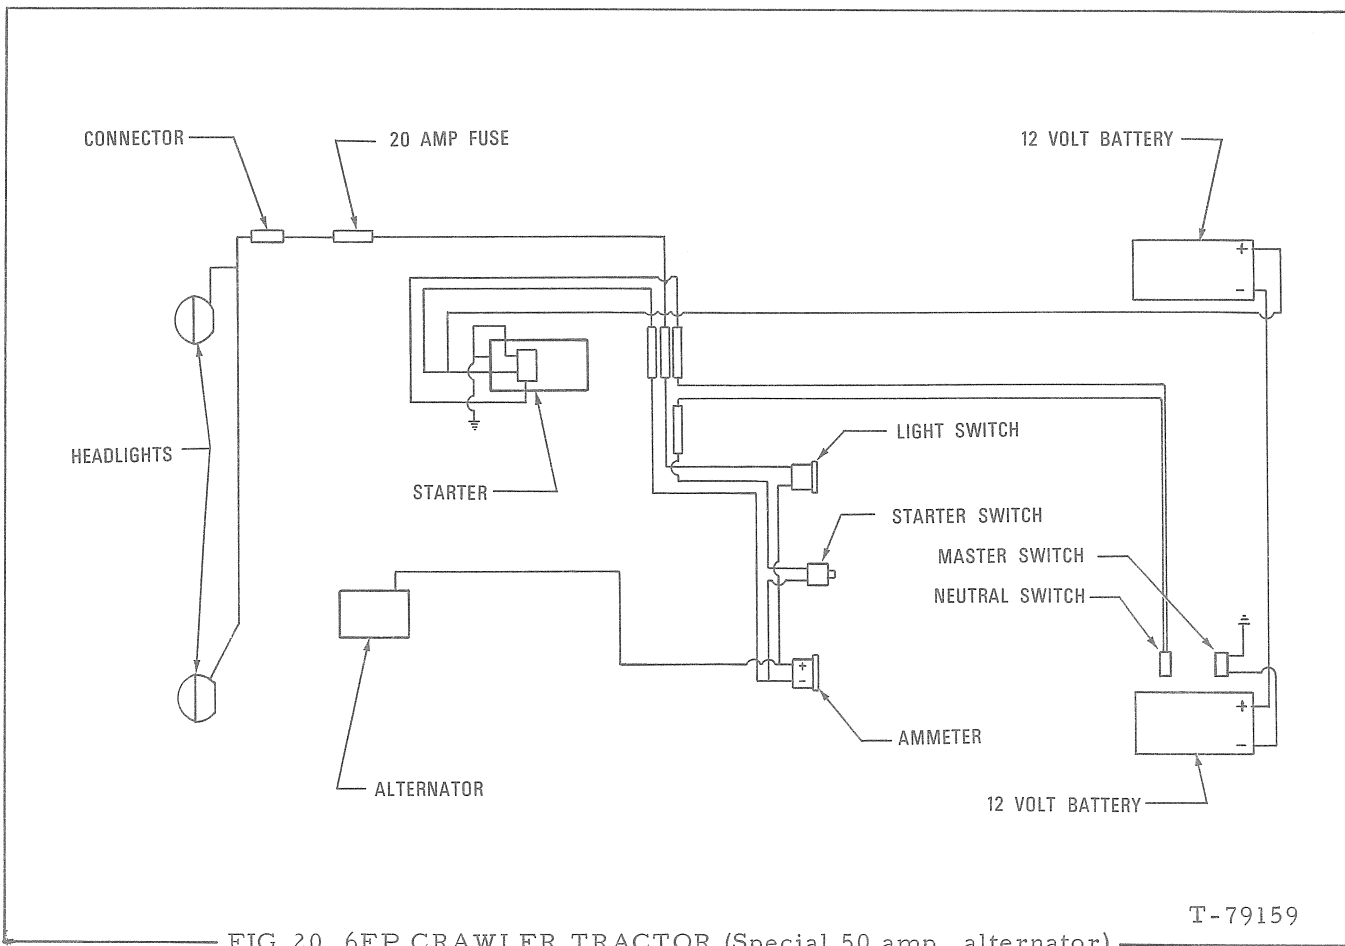 CONNECTOR
20 AMP FUSE
12 VOLT BATTERY
+
-
HEADLIGHTS
STARTER
LIGHT SWITCH
STARTER SWITCH
MASTER SWITCH
NEUTRAL SWITCH
+
-
AMMETER
+
-
ALTERNATOR
12 VOLT BATTERY
T-79159
FIG. 20 6EP CRAWLER TRACTOR (Special 50 amp. alternator)